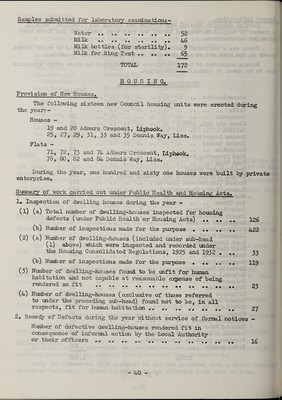 Samples submitted for laboratory examinations-
Water .. .. .. .. .. .. 52
Milk .. .. .. .. .. .. 46
Milk bottles (for sterility). 9
Milk for Ring Test .. .. .. 65
TOTAL 172
HOUSING.
Provision of New Houses.
The following sixteen new Council housing units were erected during
the year:-
Houses -
19 and 20 Adners Crescent, Liphook.
25, 27, 29, 31, 33 and 35 Dennis Way, Liss.
Flats -
71, 72, 73 and 74 Adners Crescent, Liphook.
78, 80, 82 and 84 Dennis Way, Liss.
During the year, one hundred and sixty one houses were built by private
enterprise.
Summary of work carried out under Public Health and Housing Acts.
1. Inspection of dwelling houses during the year -
(1) (a) Total number of dwelling-houses inspected for housing
defects (under Public Health or Housing Acts) .. .. .. 126
(b) Number of inspections made for the purpose .. .. .. 422
(2) (a) Number of dwelling-houses (included under sub-head
(1) above) which were inspected and recorded under
the Housing Consolidated Regulations, 1925 and 1932 .. .. 33
(b) Number of inspections made for the purpose .. .. .. 119
(3) Number of dwelling-houses found to be unfit for human
habitation and not capable at reasonable expense of being
rendered so fit .. .. .. .. .. .. .. .. .. 23
(4) Number of dwelling-houses (exclusive of those referred
to under the preceding sub-head) found not to be, in all
respects, fit for human habitation .. .. .. .. .. .. 27
2. Remedy of Defects during the year without service of formal notices -
Number of defective dwelling-houses rendered fit in
consequence of informal action by the Local Authority
or their officers .. .. .. .. .. .. .. .. .. 16
- 40 -